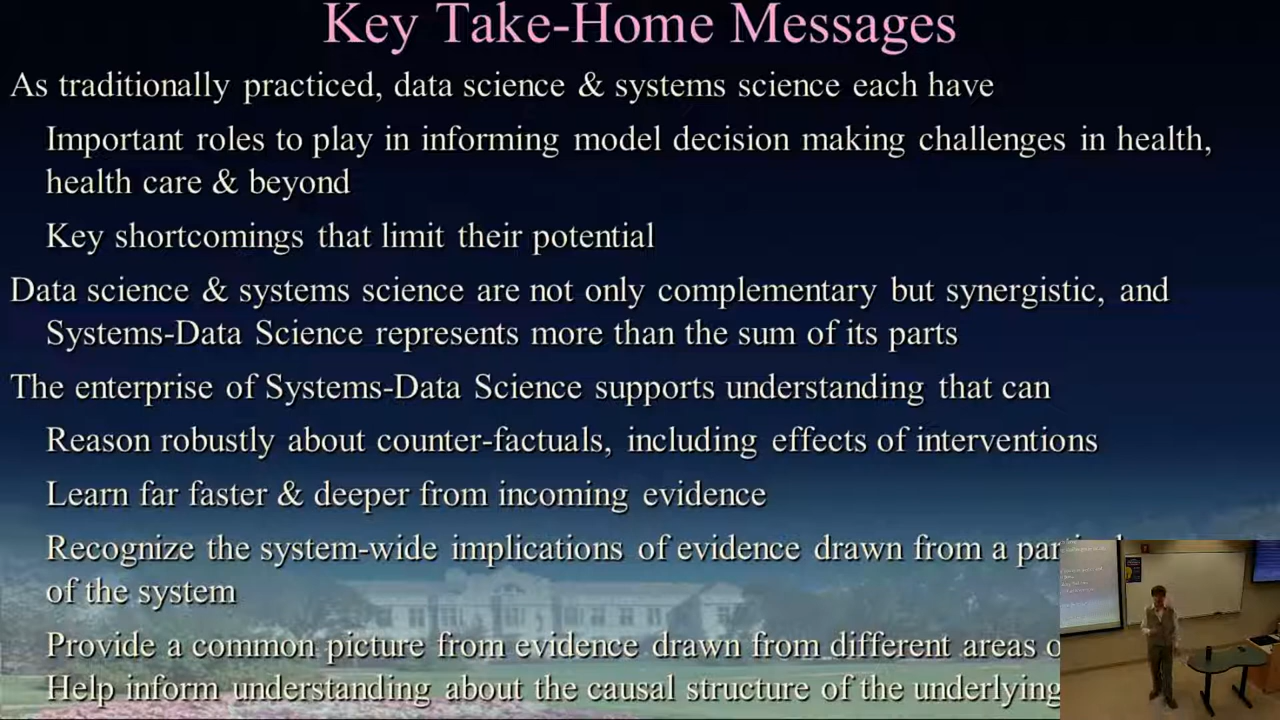 Key Take-Home Messages
As traditionally practiced, data science & systems science each have
Important roles to play in informing model decision making challenges in health,
health care & beyond
Key shortcomings that limit their potential
Data science & systems science are not only complementary but synergistic, and
Systems-Data Science represents more than the sum of its parts
The enterprise of Systems-Data Science supports understanding that can
Reason robustly about counter-factuals, including effects of interventions
Learn far faster & deeper from incoming evidence
Recognize the system-wide implications of evidence drawn from a
of the system
Provide a common picture from evidence drawn from different areas
Help inform understanding about the causal structure of the underlying